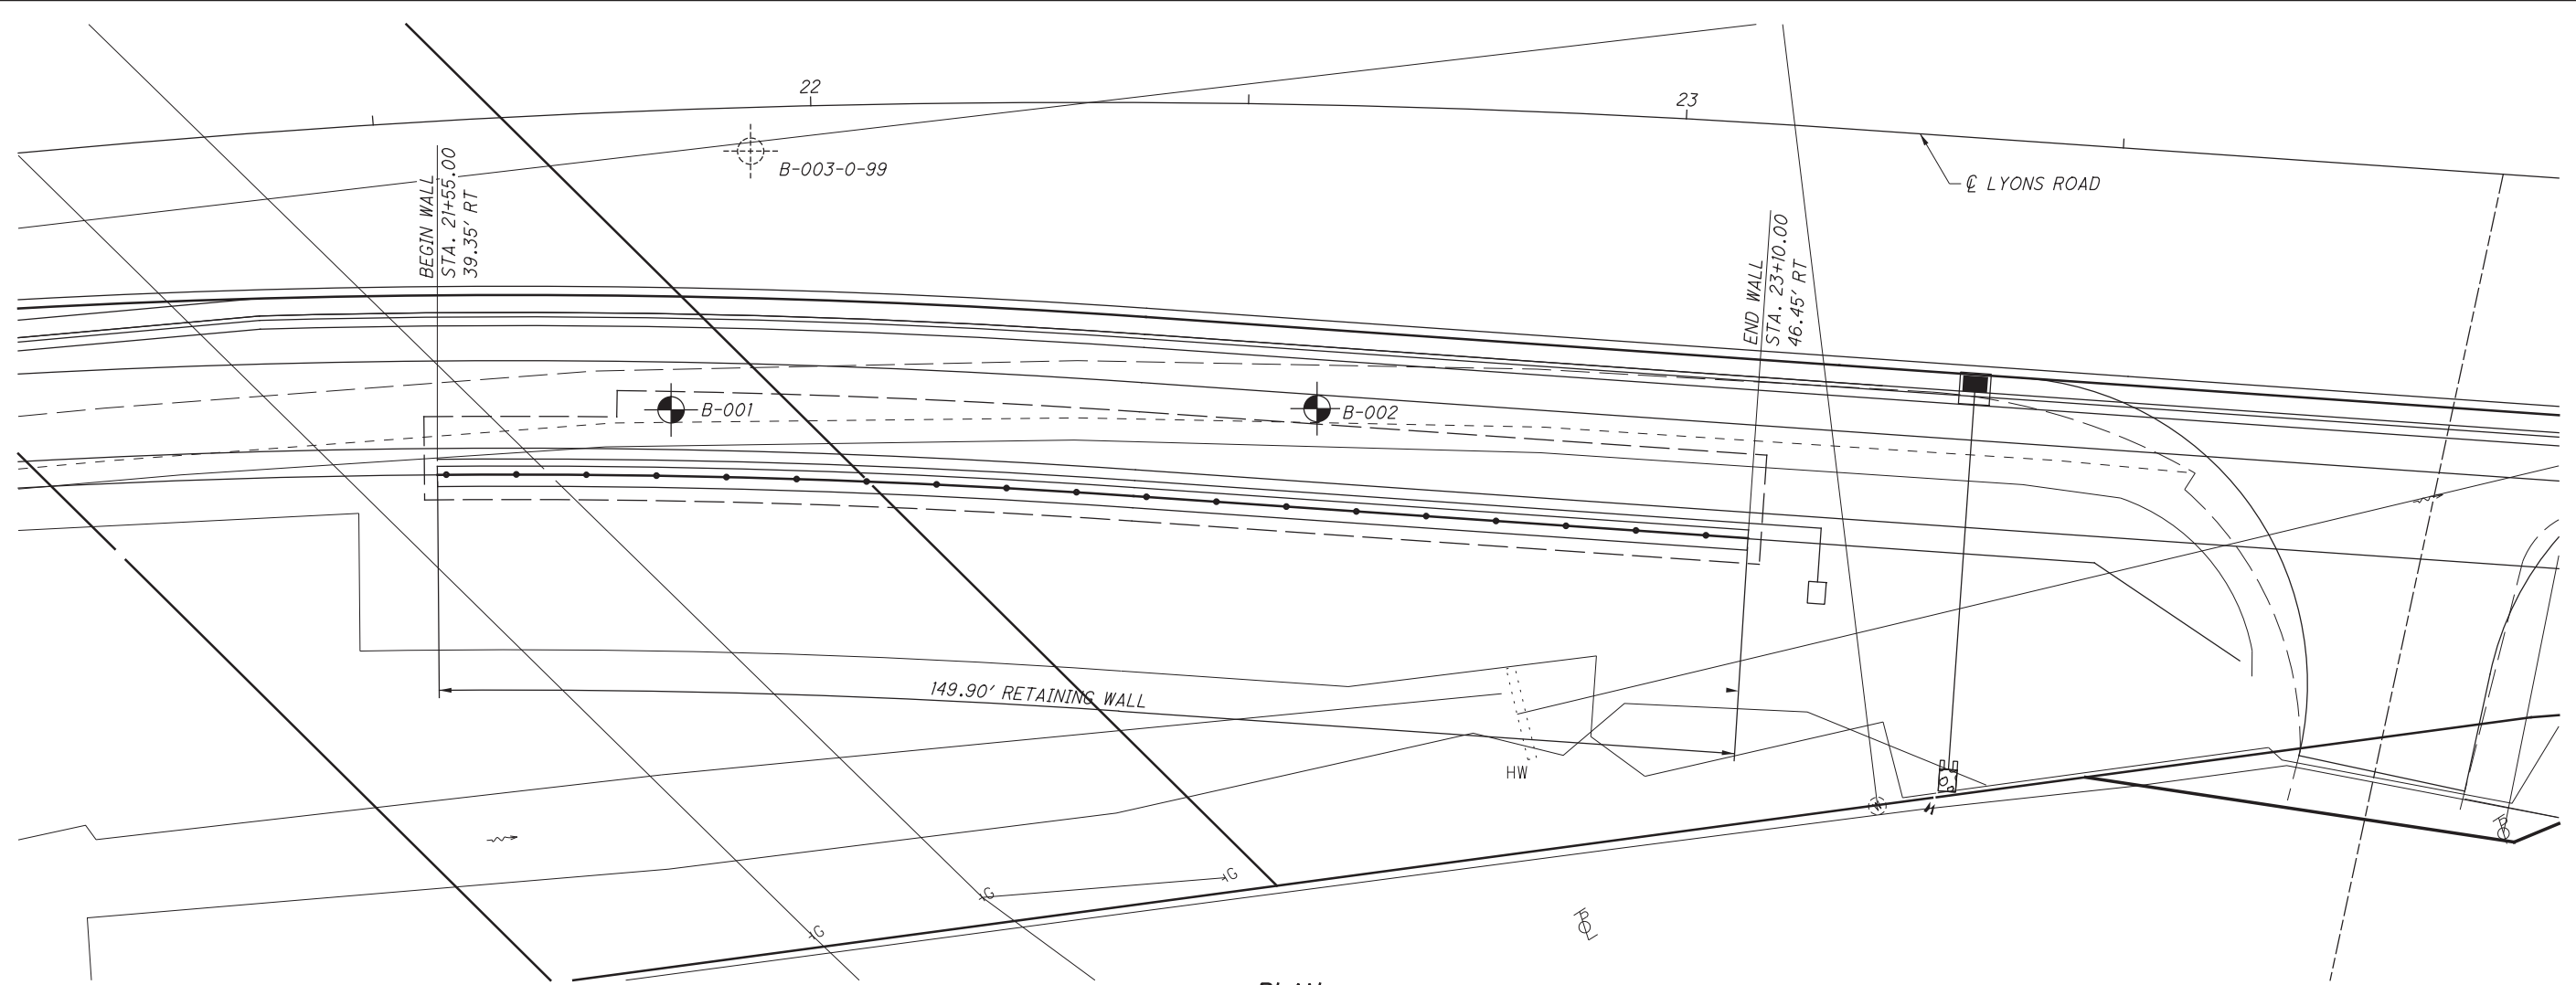 22
23
B-003-0-99
℄ LYONS ROAD
BEGIN WALL
STA. 21+55.00
39.35' RT
END WALL
STA. 23+10.00
46.45' RT
B-001
B-002
149.90' RETAINING WALL
HW
G
G
G